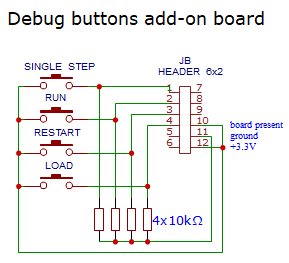 Debug buttons add-on board
JB
HEADER 6x2
SINGLE STEP
RUN
RESTART
LOAD
1 7
2 8
3 9
4 10
5 11
6 12
board present
ground
+3.3V
4x10kΩ